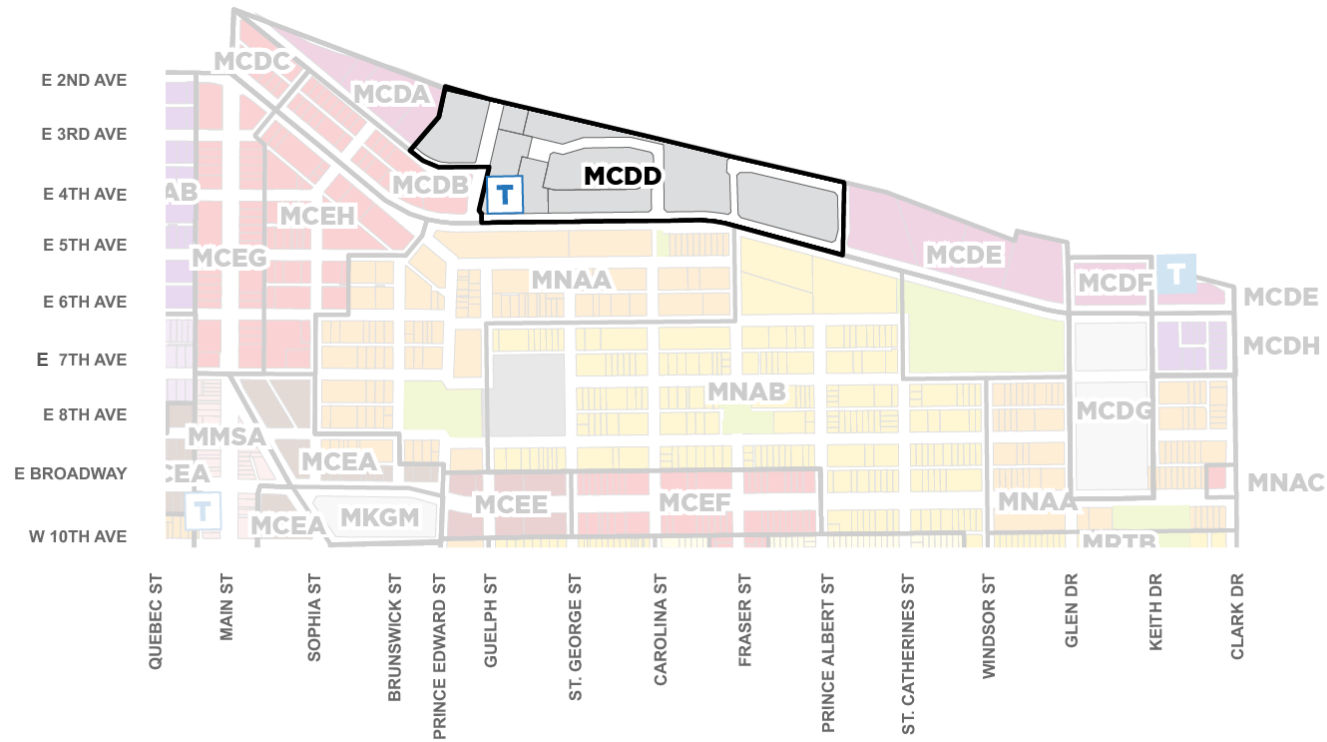 MCDC
E 2ND AVE
MCDA
E 3RD AVE
MCDD
E 4TH AVE
AB
MCDB
T
MCEH
E 5TH AVE
MCEG
MCDE
MNAA
T
MCDF
E 6TH AVE
MCDE
E 7TH AVE
MCDH
MNAB
E 8TH AVE
MCDG
MMSA
MCEA
E BROADWAY
CEA
MCEE
MCEF
MNAA
MNAC
T
MCEA
MKGM
W 10TH AVE
MRTB
QUEBEC ST
MAIN ST
SOPHIA ST
BRUNSWICK ST
PRINCE EDWARD ST
GUELPH ST
ST. GEORGE ST
CAROLINA ST
FRASER ST
PRINCE ALBERT ST
ST. CATHERINES ST
WINDSOR ST
GLEN DR
KEITH DR
CLARK DR